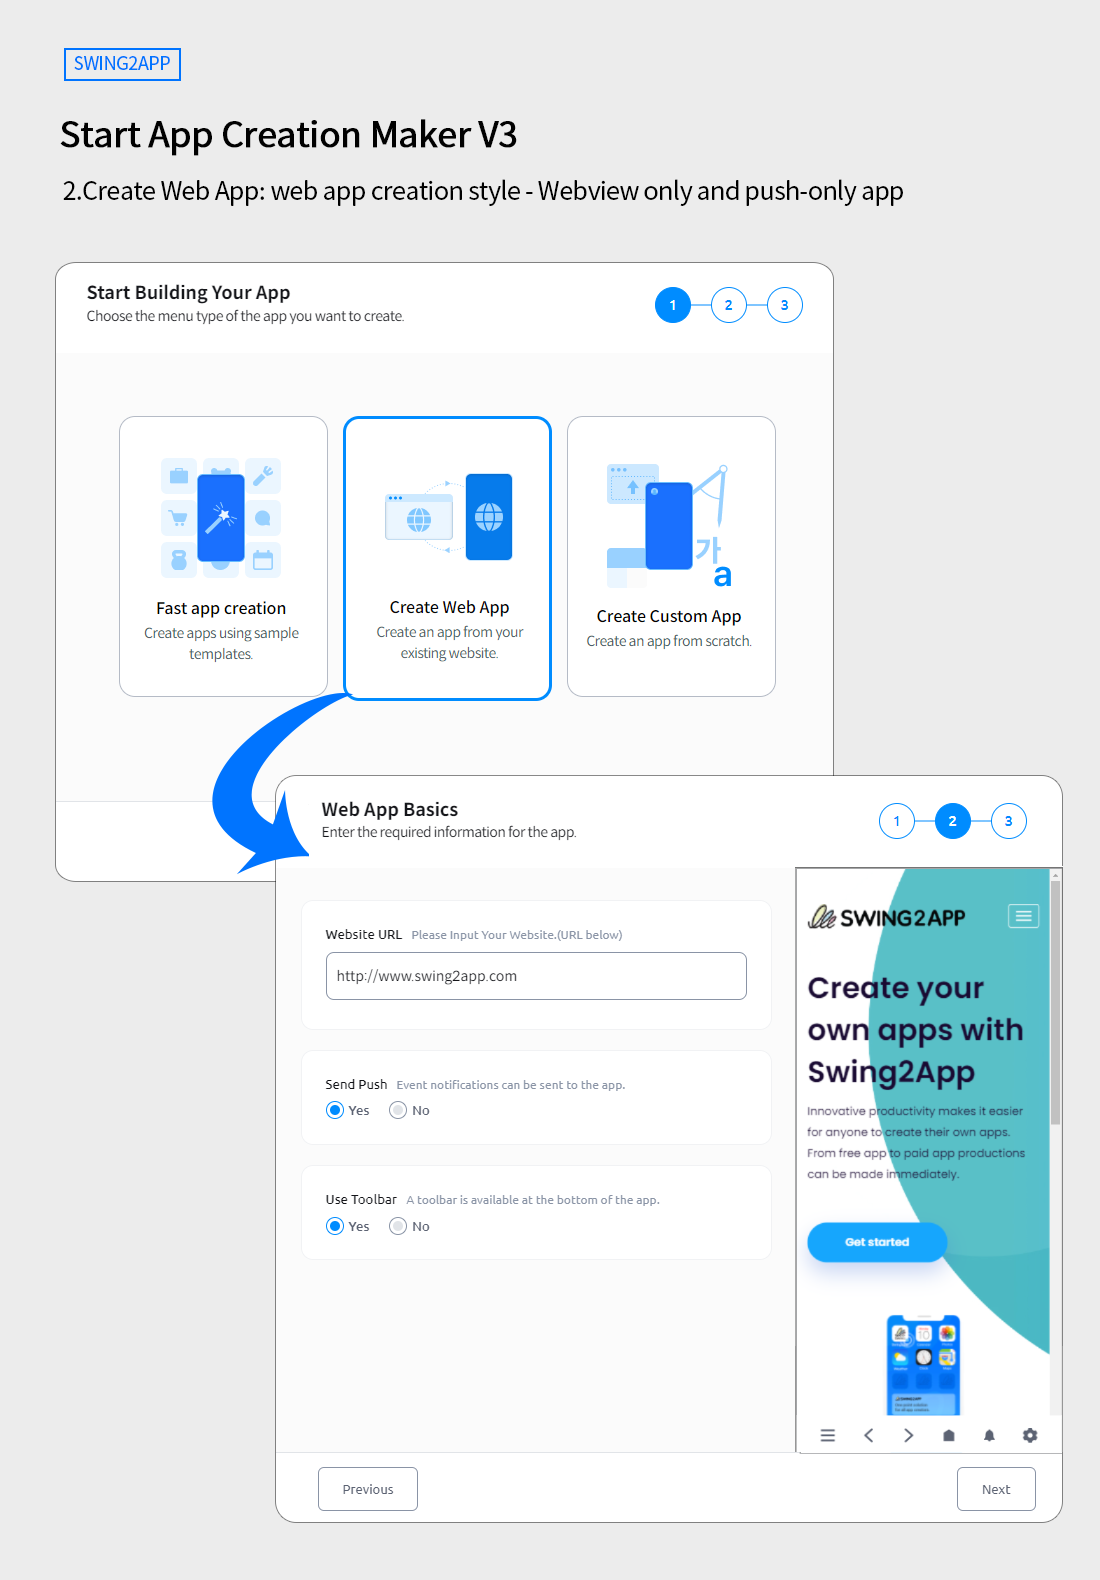 SWING2APP
Start App Creation Maker V3
2.Create Web App: web app creation style - Webview only and push-only app
Start Building Your App
Choose the menu type of the app you want to create.
1 2 3
가
a
Fast app creation
Create apps using sample
templates.
Create Web App
Create an app from your
existing website.
Create Custom App
Create an app from scratch.
Web App Basics
Enter the required information for the app.
1 2 3
Website URL Please Input Your Website.(URL below)
http://www.swing2app.com
Send Push Event notifications can be sent to the app.
Yes No
Use Toolbar A toolbar is available at the bottom of the app.
Yes No
SWING2APP
Create your
own apps with
Swing2App
Innovative productivity makes it easier
for anyone to create their own apps.
From free app to paid app productions
can be made immediately.
Get started
10
Previous
Next